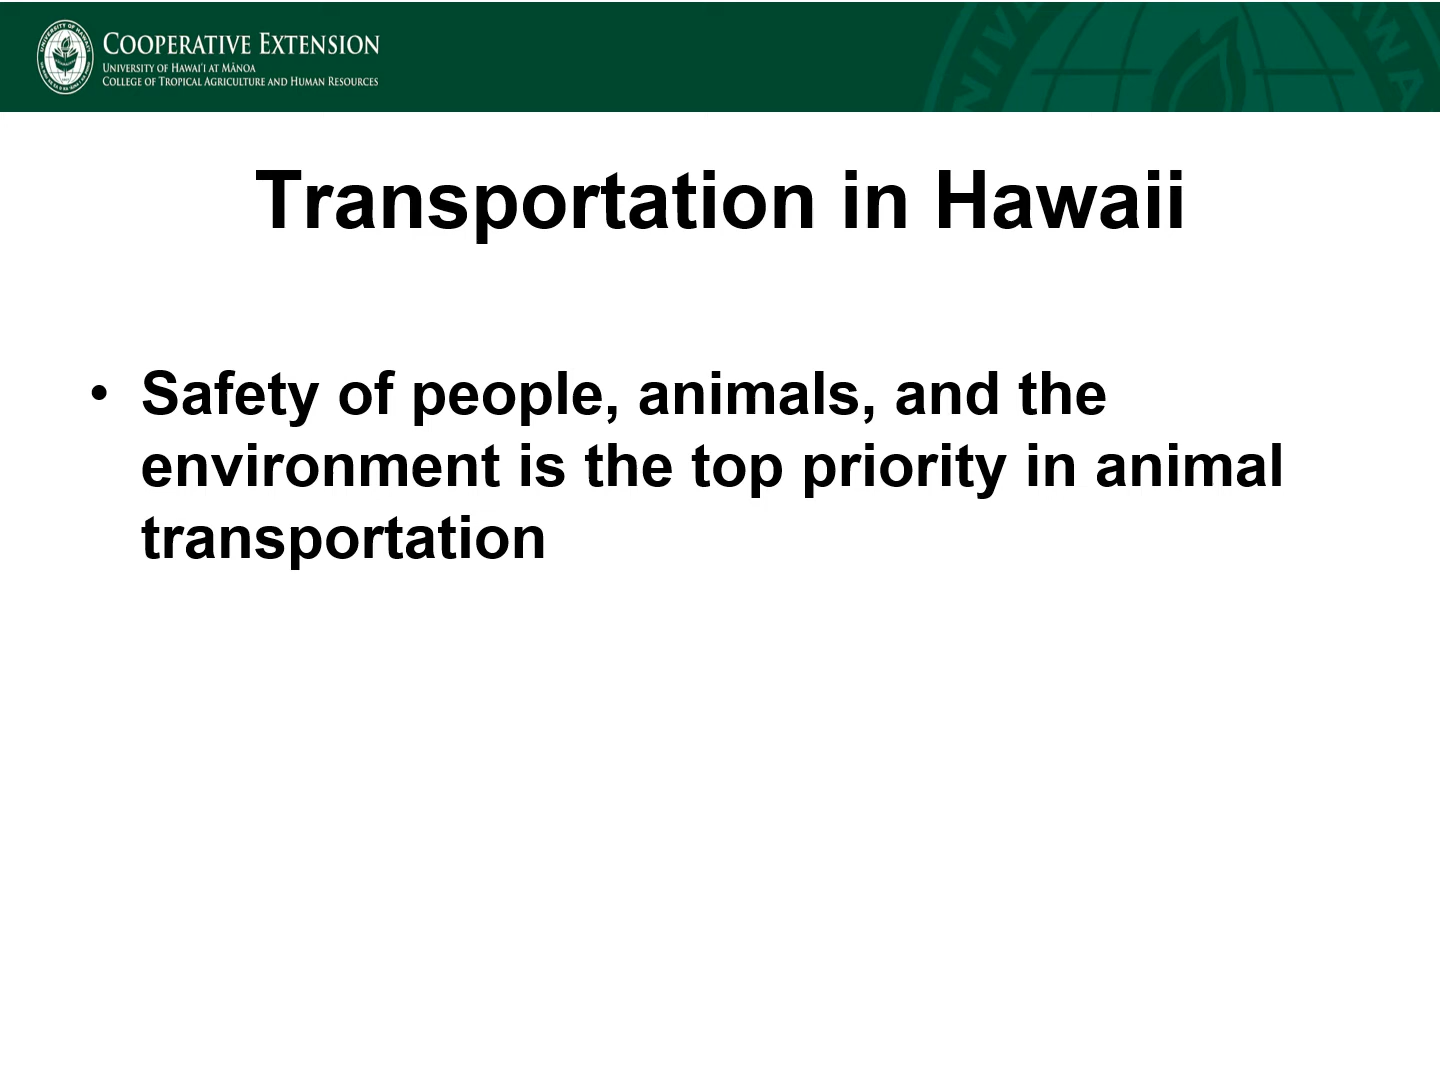 COOPERATIVE EXTENSION
UNIVERSITY OF HAWAI‘I AT MĀNOA
COLLEGE OF TROPICAL AGRICULTURE AND HUMAN RESOURCES
Transportation in Hawaii
• Safety of people, animals, and the
environment is the top priority in animal
transportation